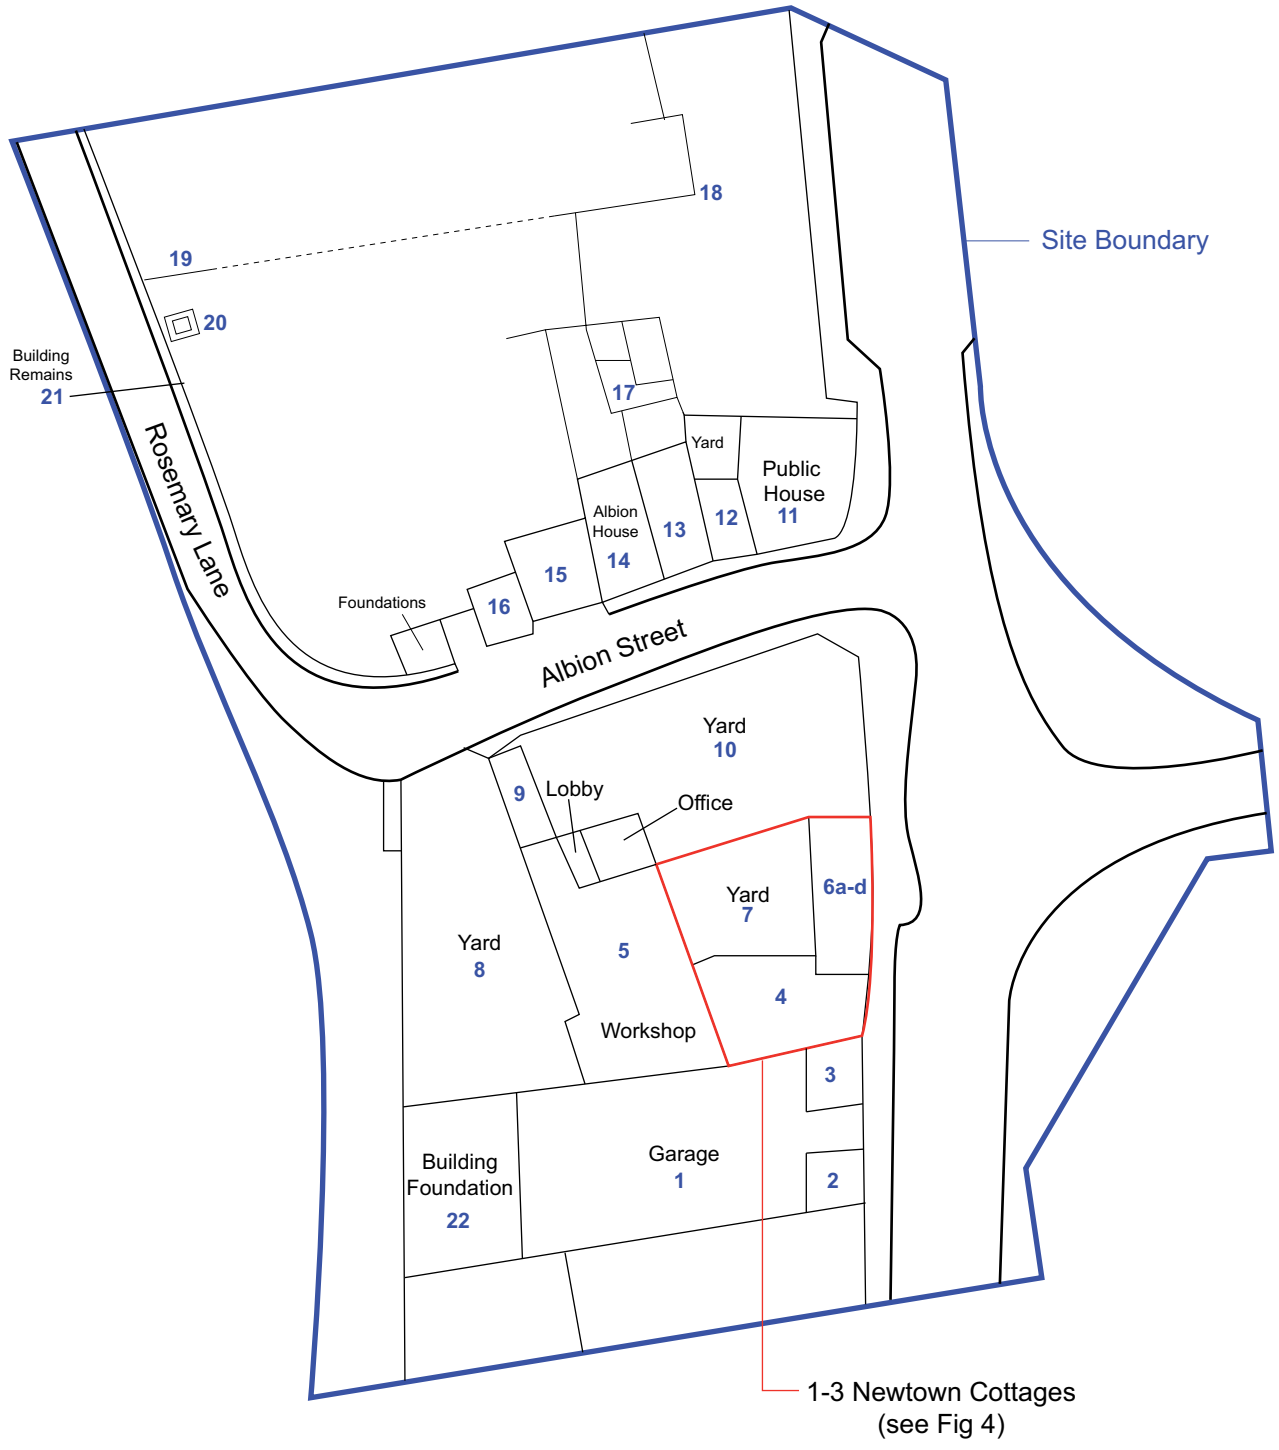 18
Site Boundary
19
20
Building
Remains
21
17
Rosemary Lane
Yard
Public
House
11
12
13
Albion
House
14
15
16
Foundations
Albion Street
Yard
10
9
Lobby
Office
6a-d
Yard
7
5
Yard
8
4
Workshop
3
Garage
1
2
Building
Foundation
22
1-3 Newtown Cottages
(see Fig 4)